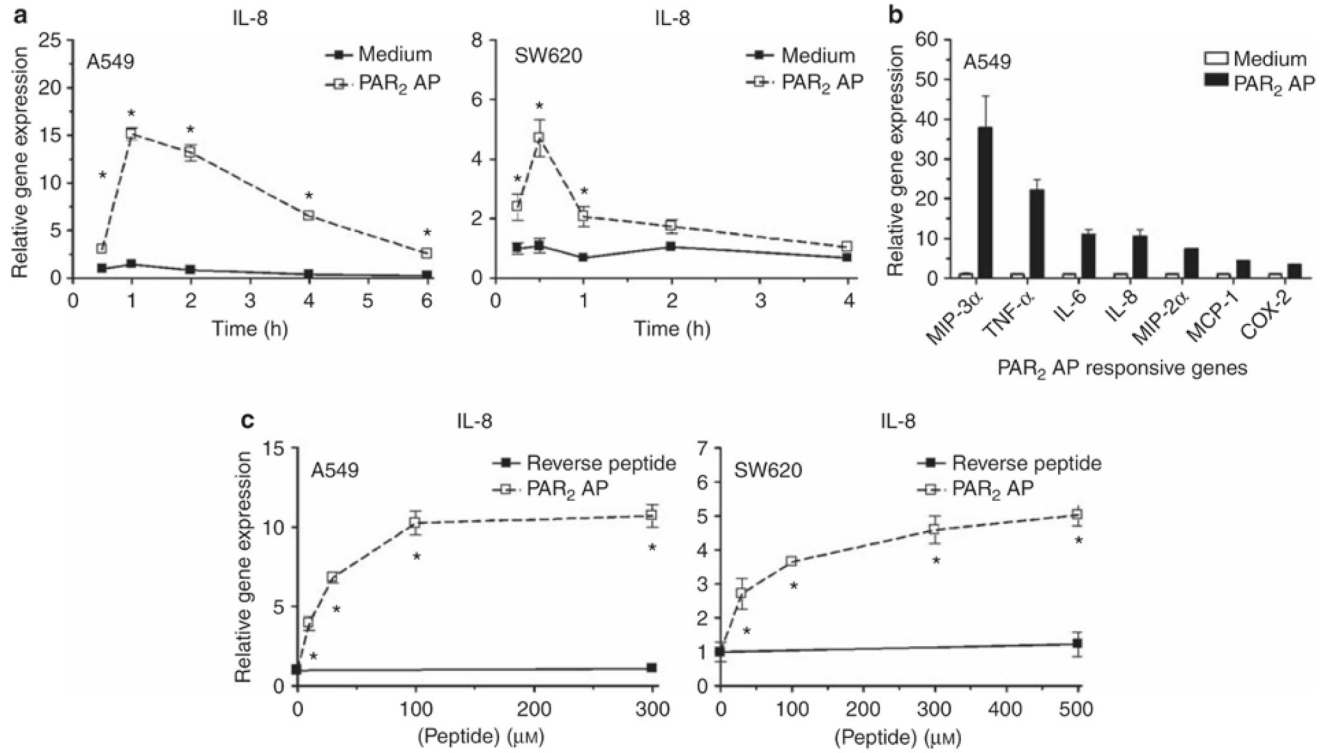 a
IL-8
Relative gene expression
25
20
15
10
5
0
A549
Medium
PAR2 AP
*
*
*
*
*
0 1 2 3 4 5 6
Time (h)
IL-8
8
6
4
2
0
SW620
Medium
PAR2 AP
*
*
*
0 1 2 3 4
Time (h)
b
Relative gene expression
60
50
40
30
20
10
0
A549
Medium
PAR2 AP
MIP-3α TNF-α IL-6 IL-8 MIP-2α MCP-1 COX-2
PAR2 AP responsive genes
c
IL-8
Relative gene expression
15
10
5
0
A549
Reverse peptide
PAR2 AP
*
*
*
*
0 100 200 300
(Peptide) (μM)
IL-8
7
6
5
4
3
2
1
0
SW620
Reverse peptide
PAR2 AP
*
*
*
*
0 100 200 300 400 500
(Peptide) (μM)